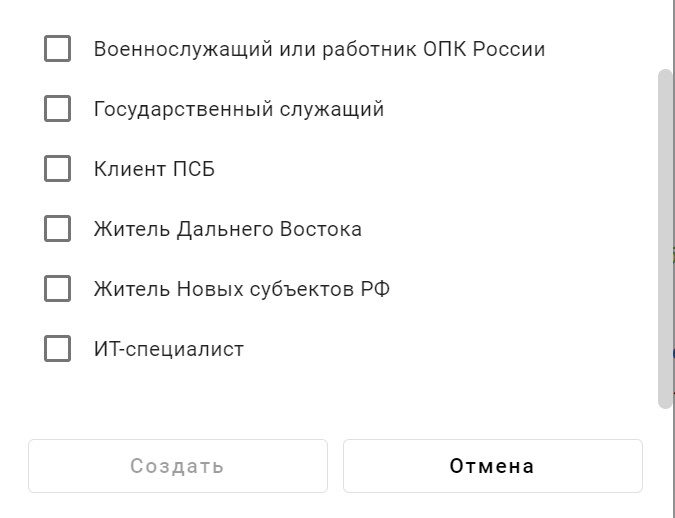 Военнослужащий или работник ОПК России
Государственный служащий
Клиент ПСБ
Житель Дальнего Востока
Житель Новых субъектов РФ
ИТ-специалист
Создать
Отмена